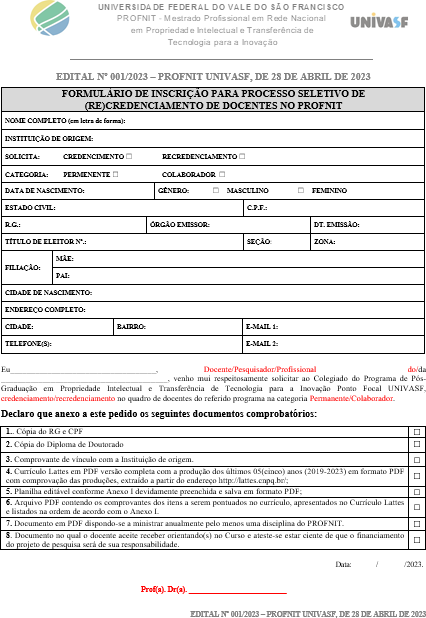 UNIVERSIDADE FEDERAL DO VALE DO SÃO FRANCISCO
PROFNIT - Mestrado Profissional em Rede Nacional
em Propriedade Intelectual e Transferência de
Tecnologia para a Inovação
UNIVASF
EDITAL Nº 001/2023 – PROFNIT UNIVASF, DE 28 DE ABRIL DE 2023
FORMULÁRIO DE INSCRIÇÃO PARA PROCESSO SELETIVO DE
(RE)CREDENCIAMENTO DE DOCENTES NO PROFNIT
NOME COMPLETO (em letra de forma):
INSTITUIÇÃO DE ORIGEM:
SOLICITA: CREDENCIMENTO ☐ RECREDENCIAMENTO ☐
CATEGORIA: PERMANENTE ☐ COLABORADOR ☐
DATA DE NASCIMENTO: GÊNERO: ☐ MASCULINO ☐ FEMININO
ESTADO CIVIL: C.P.F.:
R.G.: ÓRGÃO EMISSOR: DT. EMISSÃO:
TÍTULO DE ELEITOR Nº.: SEÇÃO: ZONA:
FILIAÇÃO: MÃE:
PAI:
CIDADE DE NASCIMENTO:
ENDEREÇO COMPLETO:
CIDADE: BAIRRO: E-MAIL 1:
TELEFONE(S): E-MAIL 2:
Eu____________________________________, Docente/Pesquisador/Profissional do/da
________________________________________, venho mui respeitosamente solicitar ao Colegiado do Programa de Pós-
Graduação em Propriedade Intelectual e Transferência de Tecnologia para a Inovação Ponto Focal UNIVASF,
credenciamento/recredenciamento no quadro de docentes do referido programa na categoria Permanente/Colaborador.
Declaro que anexo a este pedido os seguintes documentos comprobatórios:
1.. Cópia do RG e CPF ☐
2. Cópia do Diploma de Doutorado ☐
3. Comprovante de vínculo com a Instituição de origem. ☐
4. Currículo Lattes em PDF versão completa com a produção dos últimos 05(cinco) anos (2019-2023) em formato PDF
com comprovação das produções, extraído a partir do endereço http://lattes.cnpq.br/; ☐
5. Planilha editável conforme Anexo I devidamente preenchida e salva em formato PDF; ☐
6. Arquivo PDF contendo os comprovantes dos itens a serem pontuados no currículo, apresentados no Currículo Lattes
e listados na ordem de acordo com o Anexo I. ☐
7. Documento em PDF dispondo-se a ministrar anualmente pelo menos uma disciplina do PROFNIT. ☐
8. Documento no qual o docente aceite receber orientando(s) no Curso e ateste-se estar ciente de que o financiamento
do projeto de pesquisa será de sua responsabilidade. ☐
Data: / /2023.
Prof(a). Dr(a). ________________________
EDITAL Nº 001/2023 – PROFNIT UNIVASF, DE 28 DE ABRIL DE 2023